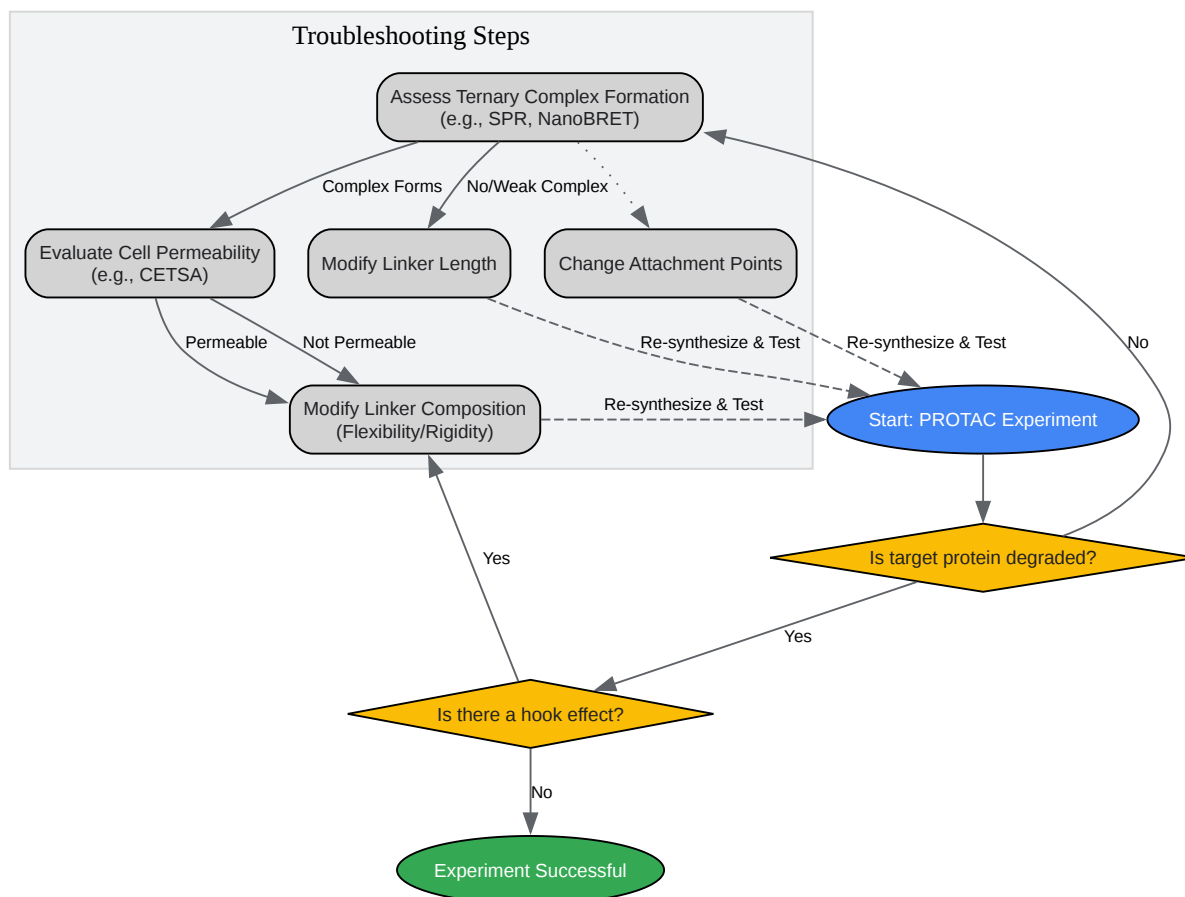 Troubleshooting Steps
Assess Ternary Complex Formation
(e.g., SPR, NanoBRET)
Complex Forms
No/Weak Complex
Evaluate Cell Permeability
(e.g., CETSA)
Modify Linker Length
Change Attachment Points
Permeable
Not Permeable
Re-synthesize & Test
Re-synthesize & Test
No
Modify Linker Composition
(Flexibility/Rigidity)
Re-synthesize & Test
Start: PROTAC Experiment
Yes
Is target protein degraded?
Yes
Is there a hook effect?
No
Experiment Successful